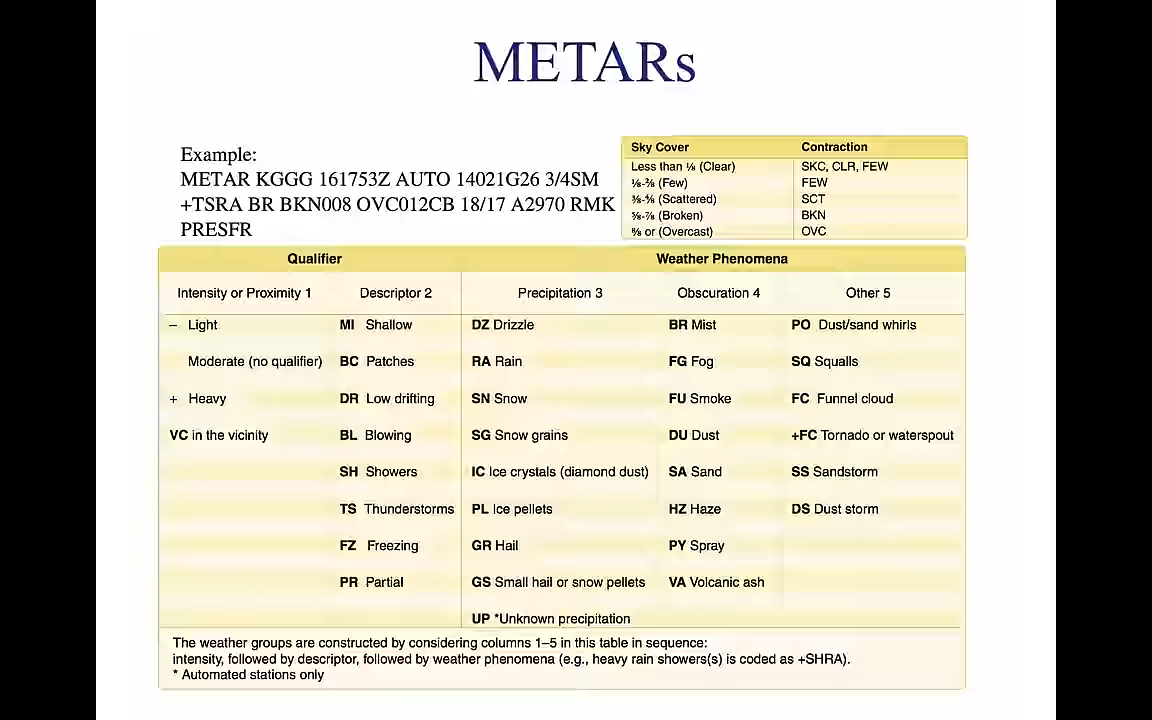 METARs
Example:
METAR KGGG 161753Z AUTO 14021G26 3/4SM
+TSRA BR BKN008 OVC012CB 18/17 A2970 RMK
PRESFR
Sky Cover Contraction
Less than ⅛ (Clear) SKC, CLR, FEW
⅛-²⁄₈ (Few) FEW
⅜-⁴⁄₈ (Scattered) SCT
⅝-⅞ (Broken) BKN
⁸⁄₈ or (Overcast) OVC
Qualifier Weather Phenomena
Intensity or Proximity 1 Descriptor 2 Precipitation 3 Obscuration 4 Other 5
– Light MI Shallow DZ Drizzle BR Mist PO Dust/sand whirls
Moderate (no qualifier) BC Patches RA Rain FG Fog SQ Squalls
+ Heavy DR Low drifting SN Snow FU Smoke FC Funnel cloud
VC in the vicinity BL Blowing SG Snow grains DU Dust +FC Tornado or waterspout
SH Showers IC Ice crystals (diamond dust) SA Sand SS Sandstorm
TS Thunderstorms PL Ice pellets HZ Haze DS Dust storm
FZ Freezing GR Hail PY Spray
PR Partial GS Small hail or snow pellets VA Volcanic ash
UP *Unknown precipitation
The weather groups are constructed by considering columns 1–5 in this table in sequence:
intensity, followed by descriptor, followed by weather phenomena (e.g., heavy rain showers(s) is coded as +SHRA).
* Automated stations only